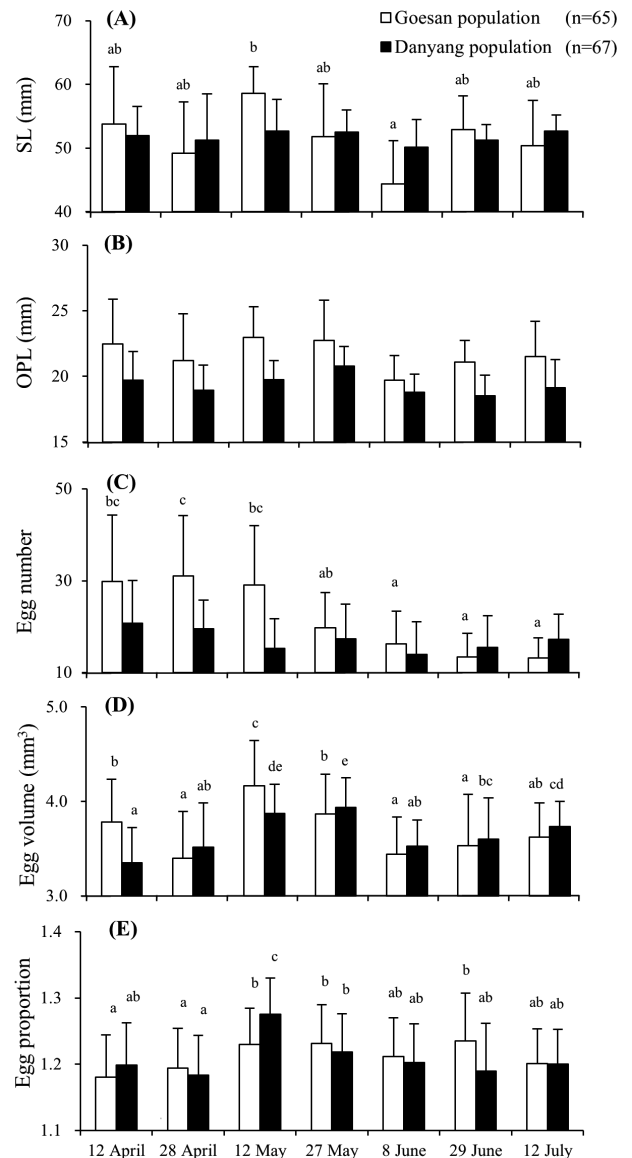 (A)
Goesan population (n=65)
Danyang population (n=67)
SL (mm)
70
60
50
40
ab
ab
b
ab
a
ab
ab
(B)
OPL (mm)
30
25
20
15
(C)
Egg number
50
30
10
bc
c
bc
ab
a
a
a
(D)
Egg volume (mm³)
5.0
4.0
3.0
b
a
a
ab
c
de
b
e
a
ab
a
bc
ab
cd
(E)
Egg proportion
1.4
1.3
1.2
1.1
a
ab
a
a
b
c
b
b
ab
ab
b
ab
ab
ab
12 April 28 April 12 May 27 May 8 June 29 June 12 July